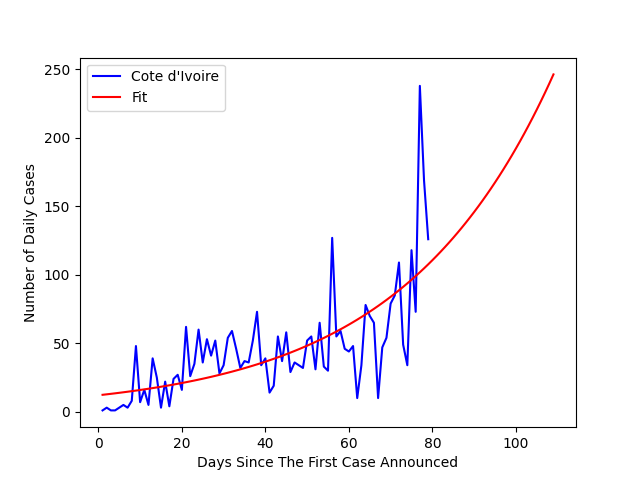 Cote d'Ivoire
Fit
250
200
150
100
50
0
Number of Daily Cases
0 20 40 60 80 100
Days Since The First Case Announced